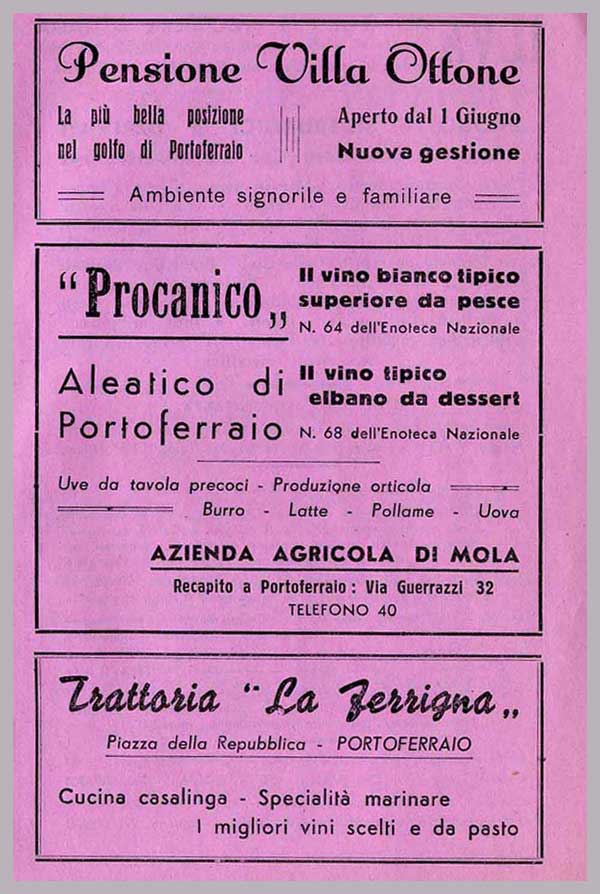 Pensione Villa Ottone
La più bella posizione
nel golfo di Portoferraio
Aperto dal 1 Giugno
Nuova gestione
Ambiente signorile e familiare
“Procanico„
Il vino bianco tipico
superiore da pesce
N. 64 dell'Enoteca Nazionale
Aleatico di
Portoferraio
Il vino tipico
elbano da dessert
N. 68 dell'Enoteca Nazionale
Uve da tavola precoci - Produzione orticola
Burro - Latte - Pollame - Uova
AZIENDA AGRICOLA DI MOLA
Recapito a Portoferraio : Via Guerrazzi 32
TELEFONO 40
Trattoria “La Ferrigna„
Piazza della Repubblica - PORTOFERRAIO
Cucina casalinga - Specialità marinare
I migliori vini scelti e da pasto